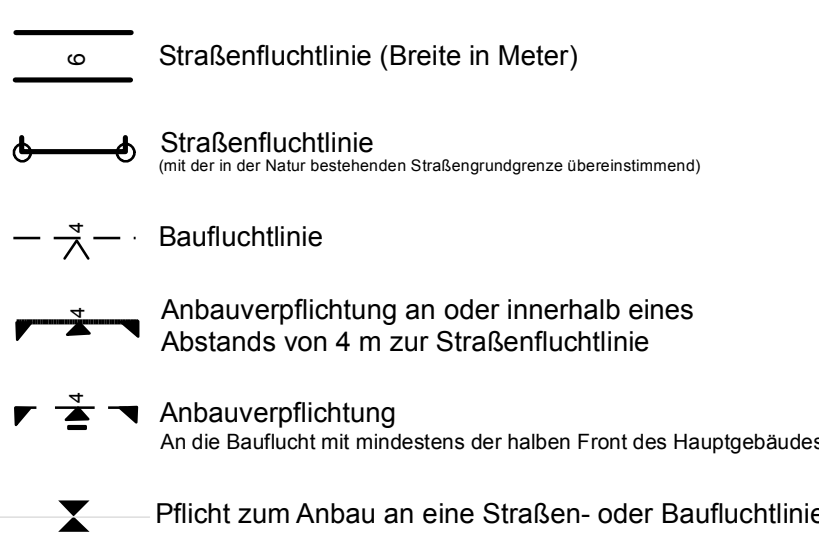 6 Straßenfluchtlinie (Breite in Meter)
Straßenfluchtlinie
(mit der in der Natur bestehenden Straßengrundgrenze übereinstimmend)
4 Baufluchtlinie
4 Anbauverpflichtung an oder innerhalb eines
Abstands von 4 m zur Straßenfluchtlinie
4 Anbauverpflichtung
An die Bauflucht mit mindestens der halben Front des Hauptgebäudes
Pflicht zum Anbau an eine Straßen- oder Baufluchtlinie